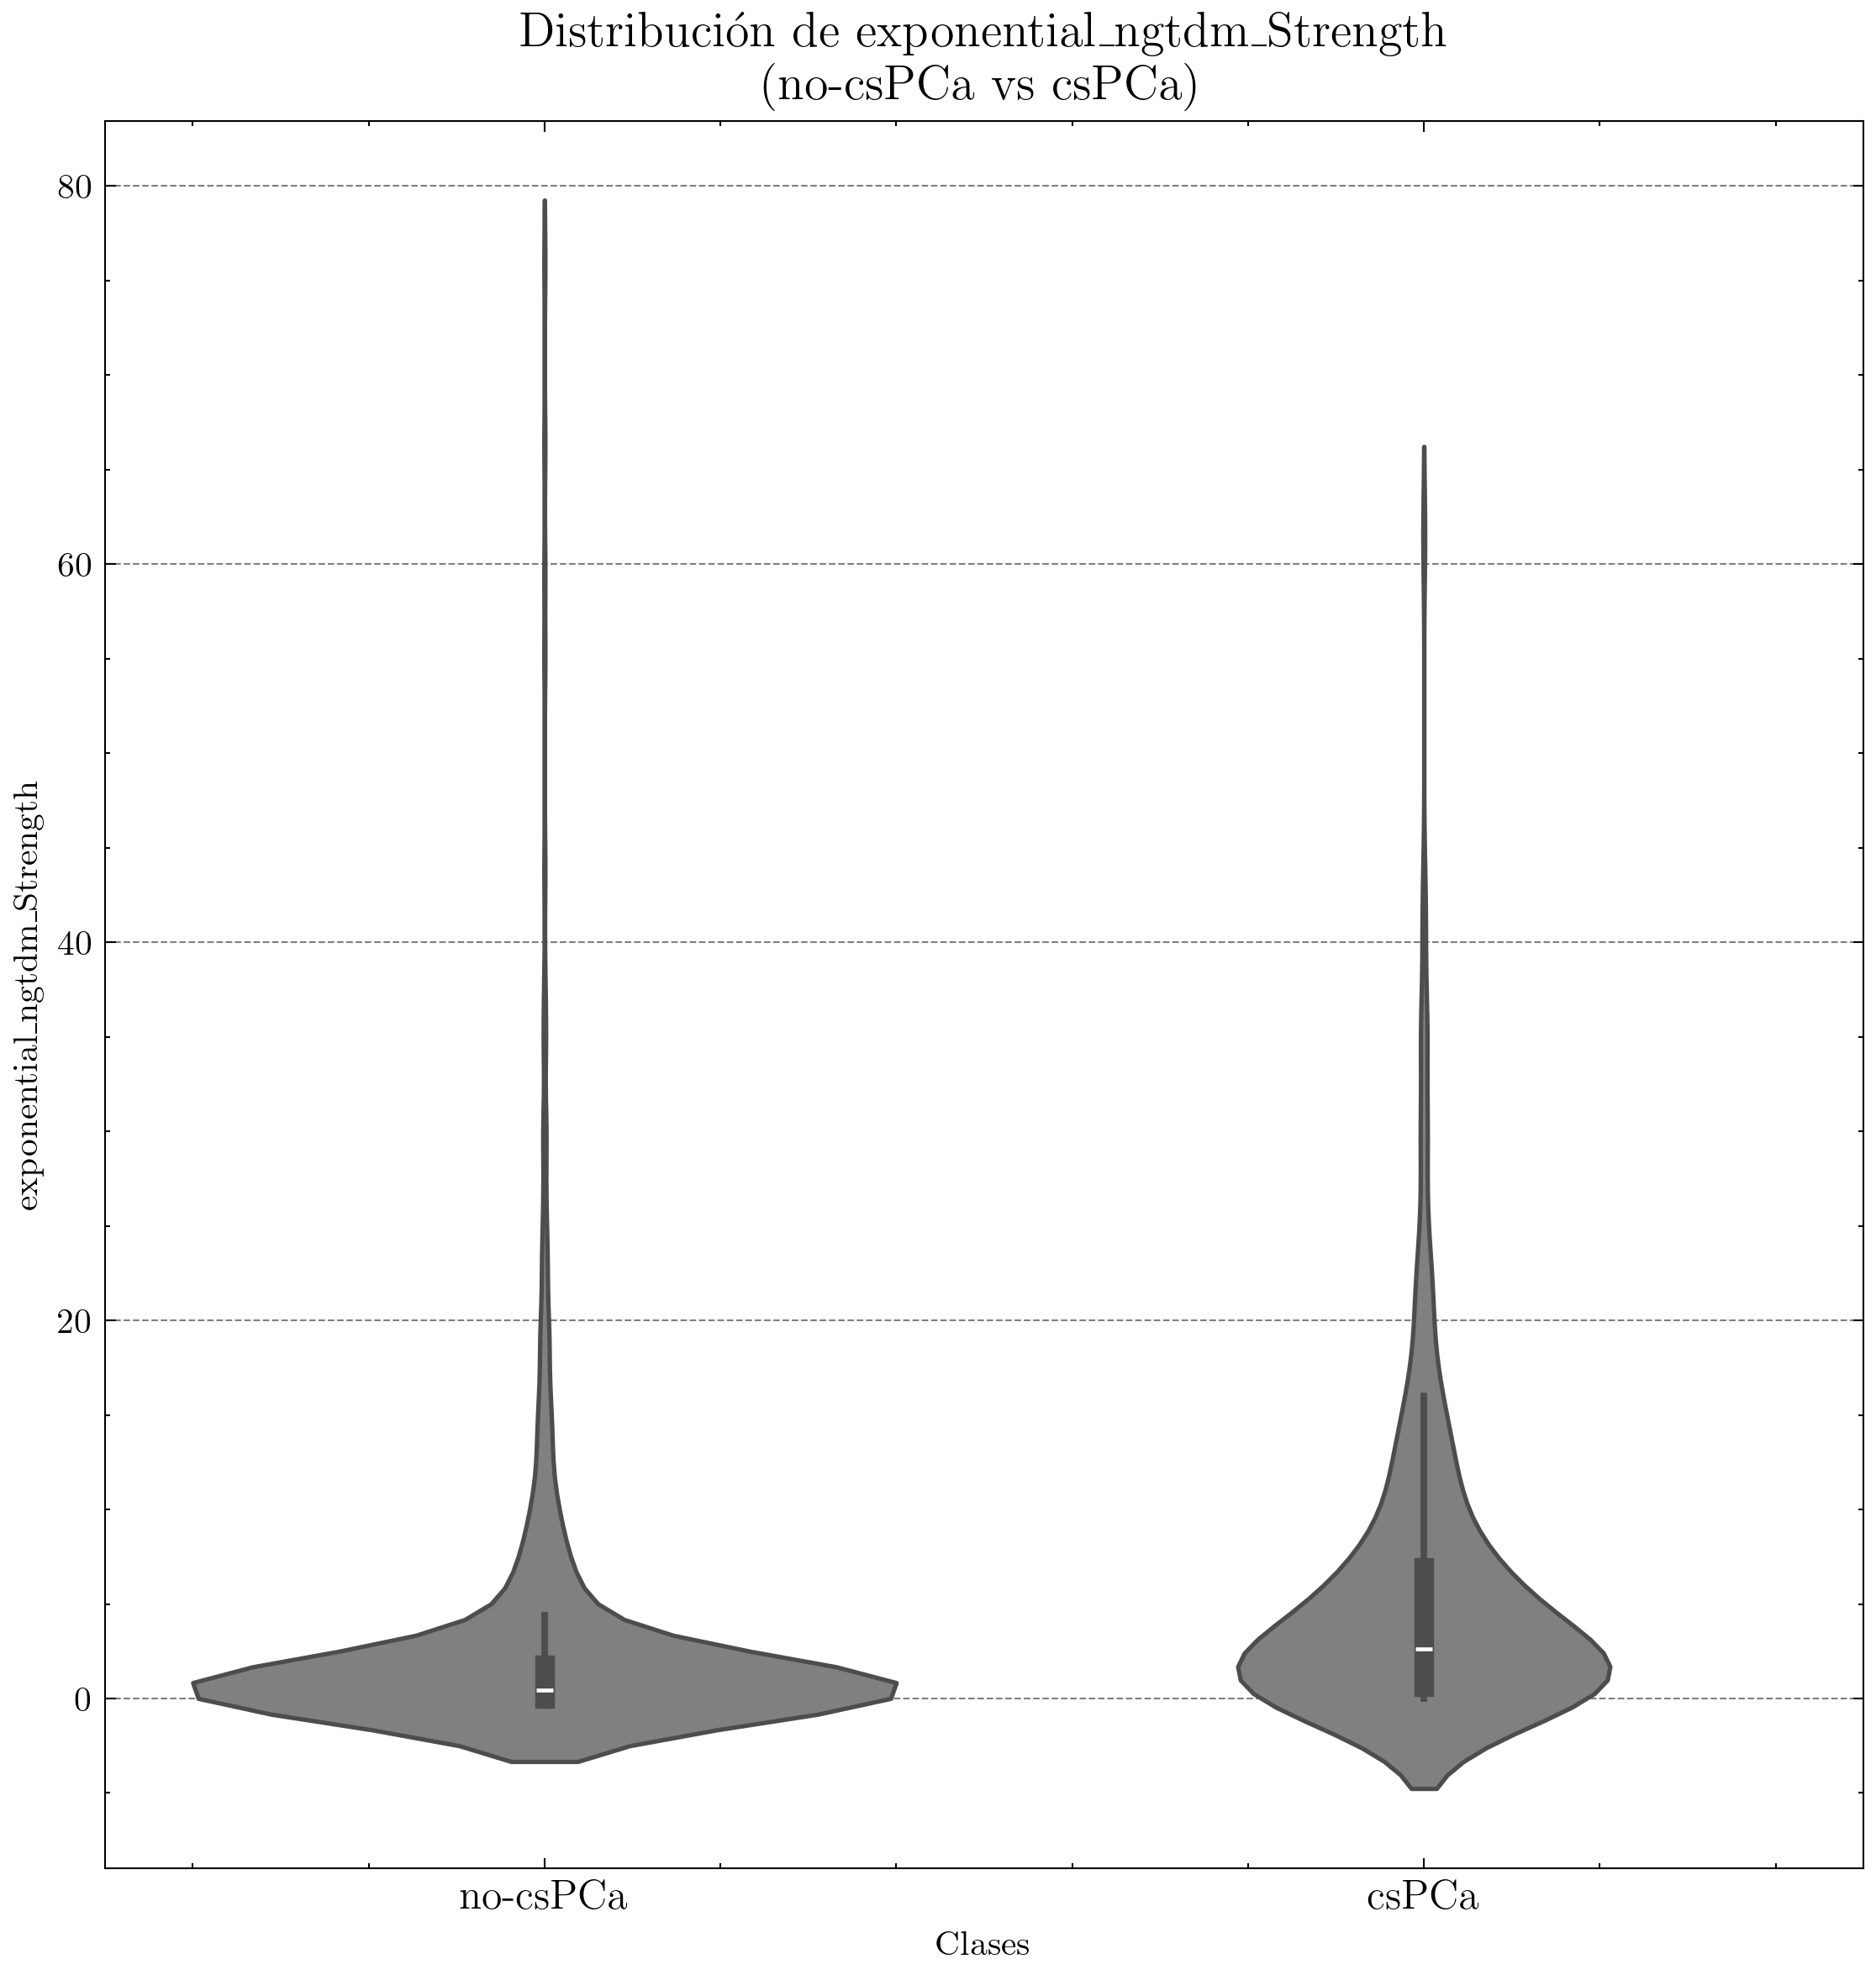 Distribución de exponential_ngtdm_Strength
(no-csPCa vs csPCa)
80
60
40
20
0
exponential_ngtdm_Strength
no-csPCa
csPCa
Clases